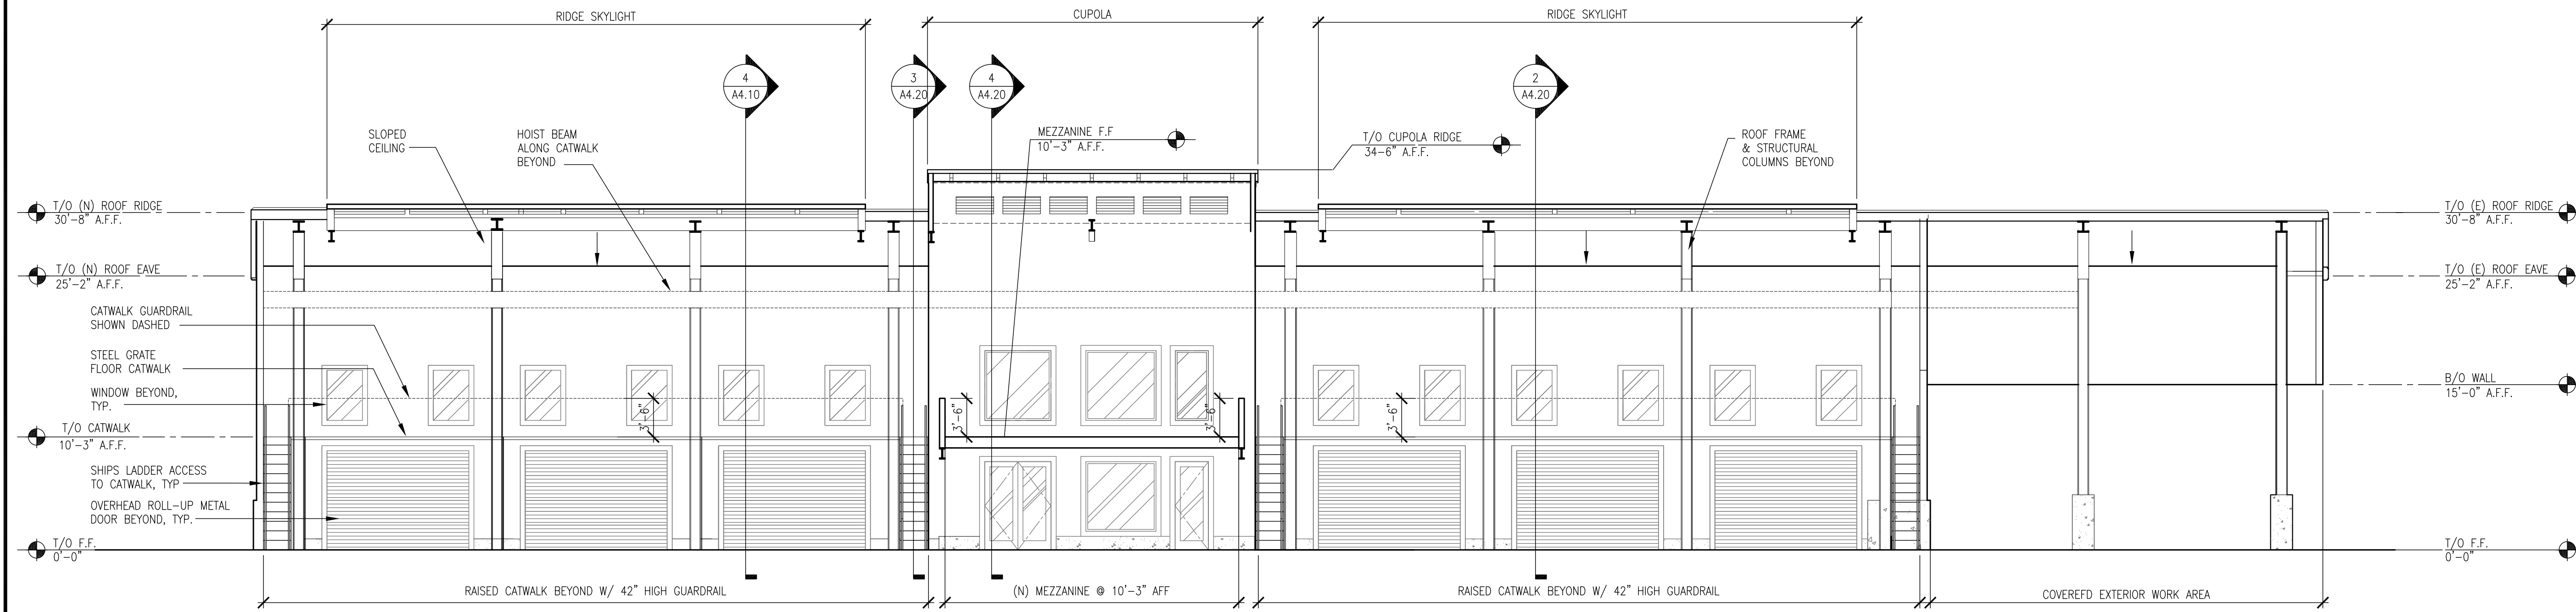 RIDGE SKYLIGHT
CUPOLA
RIDGE SKYLIGHT
4
A4.10
3
A4.20
4
A4.20
2
A4.20
SLOPED
CEILING
HOIST BEAM
ALONG CATWALK
BEYOND
MEZZANINE F.F
10'-3" A.F.F.
T/O CUPOLA RIDGE
34-6" A.F.F.
ROOF FRAME
& STRUCTURAL
COLUMNS BEYOND
T/O (N) ROOF RIDGE
30'-8" A.F.F.
T/O (E) ROOF RIDGE
30'-8" A.F.F.
T/O (N) ROOF EAVE
25'-2" A.F.F.
T/O (E) ROOF EAVE
25'-2" A.F.F.
CATWALK GUARDRAIL
SHOWN DASHED
STEEL GRATE
FLOOR CATWALK
WINDOW BEYOND,
TYP.
B/O WALL
15'-0" A.F.F.
3'-6"
3'-6"
3'-6"
3'-6"
T/O CATWALK
10'-3" A.F.F.
SHIPS LADDER ACCESS
TO CATWALK, TYP
OVERHEAD ROLL-UP METAL
DOOR BEYOND, TYP.
T/O F.F.
0'-0"
T/O F.F.
0'-0"
RAISED CATWALK BEYOND W/ 42" HIGH GUARDRAIL
(N) MEZZANINE @ 10'-3" AFF
RAISED CATWALK BEYOND W/ 42" HIGH GUARDRAIL
COVEREFD EXTERIOR WORK AREA